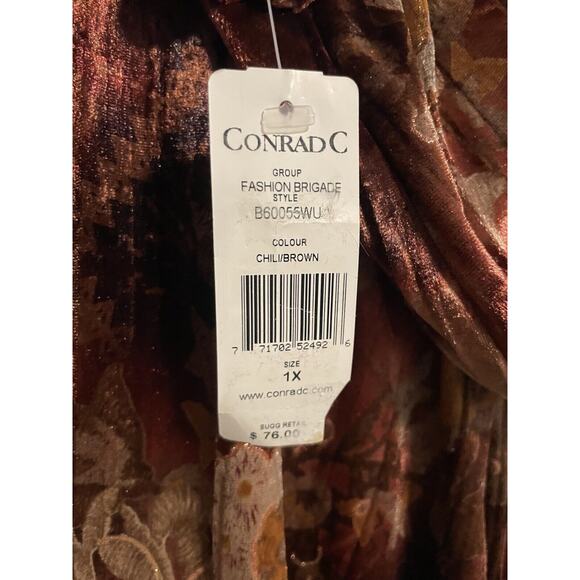 CONRAD C
GROUP
FASHION BRIGADE
STYLE
B60055WU
COLOUR
CHILI/BROWN
7 71702 52492 6
SIZE
1X
www.conradc.com
SUGG RETAIL
$ 76.00